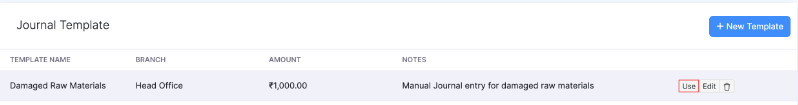 Journal Template
+ New Template
TEMPLATE NAME BRANCH AMOUNT NOTES
Damaged Raw Materials Head Office ₹1,000.00 Manual Journal entry for damaged raw materials Use Edit